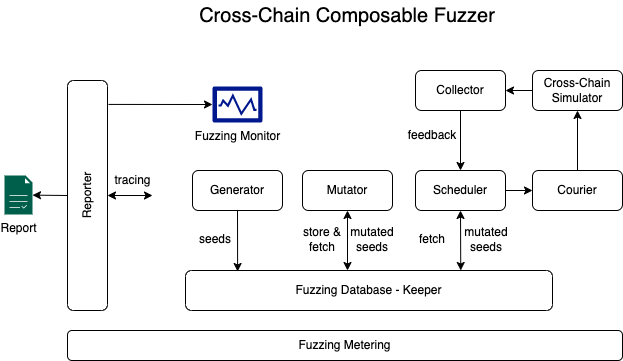 Cross-Chain Composable Fuzzer
Collector
Cross-Chain
Simulator
Fuzzing Monitor
feedback
Reporter
tracing
Report
Generator
Mutator
Scheduler
Courier
seeds
store &
fetch
mutated
seeds
fetch
mutated
seeds
Fuzzing Database - Keeper
Fuzzing Metering